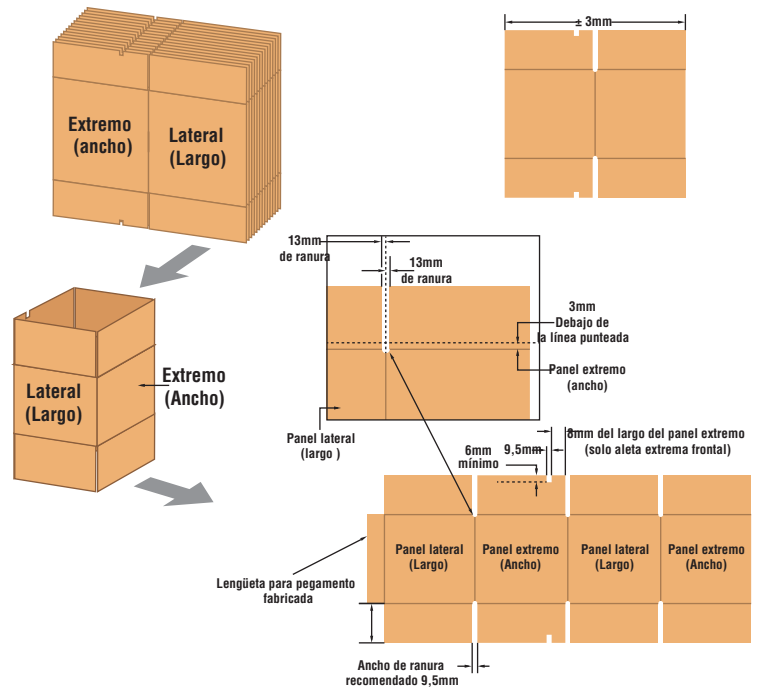 ± 3mm
Extremo
(ancho)
Lateral
(Largo)
13mm
de ranura
13mm
de ranura
3mm
Debajo de
la línea punteada
Panel extremo
(ancho)
Panel lateral
(largo )
Lateral
(Largo)
Extremo
(Ancho)
8mm del largo del panel extremo
(solo aleta extrema frontal)
6mm
mínimo
9,5mm
Panel lateral
(Largo)
Panel extremo
(Ancho)
Panel lateral
(Largo)
Panel extremo
(Ancho)
Lengüeta para pegamento
fabricada
Ancho de ranura
recomendado 9,5mm